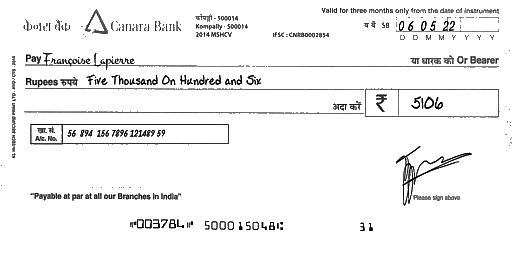 Valid for three months only from the date of instrument
केनरा बैंक Canara Bank
कोमपल्ली - 500014
Kompally - 500014
2014 MSHCV
IFSC : CNRB0002854
SB 06 05 22
D D M M Y Y Y Y
Pay Françoise Lapierre या धारक को Or Bearer
Rupees रुपये Five Thousand On Hundred and Six
अदा करें ₹ 5106
खा. सं.
A/c. No. 56 894 156 7896 121489 59
Please sign above
"Payable at par at all our Branches in India"
⑈003784⑈ 500015048⑆ 31